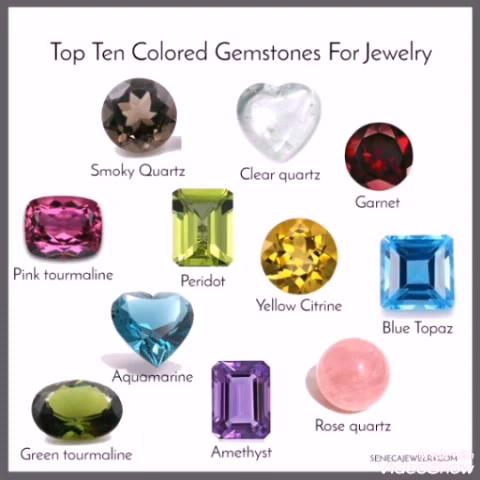 Top Ten Colored Gemstones For Jewelry
Smoky Quartz
Clear quartz
Garnet
Pink tourmaline
Peridot
Yellow Citrine
Blue Topaz
Aquamarine
Rose quartz
Green tourmaline
Amethyst
SENECAJEWELRY.COM
VIDEOSHOW